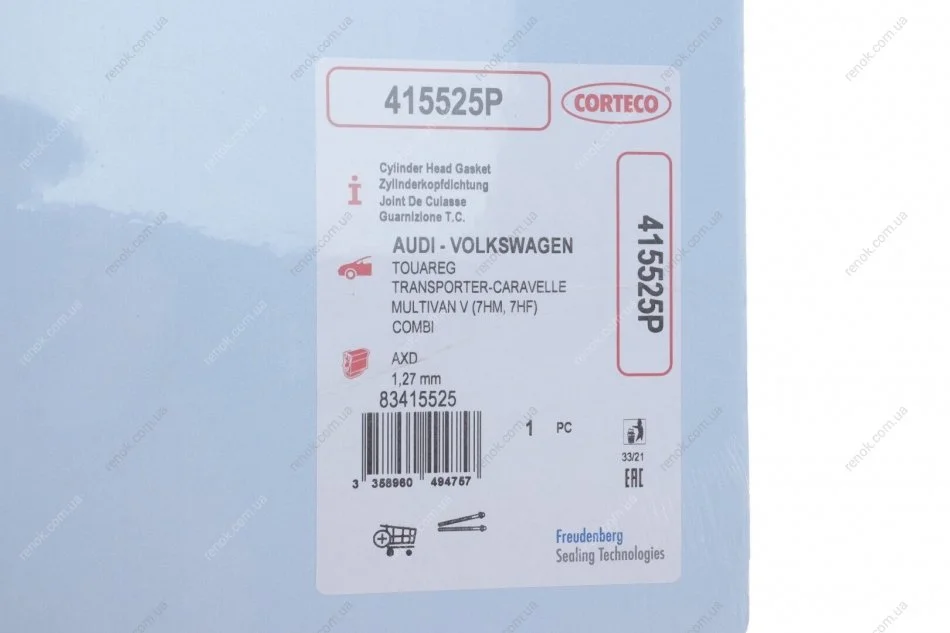 415525P
CORTECO®
Cylinder Head Gasket
Zylinderkopfdichtung
Joint De Culasse
Guarnizione T.C.
AUDI - VOLKSWAGEN
TOUAREG
TRANSPORTER-CARAVELLE
MULTIVAN V (7HM, 7HF)
COMBI
AXD
1,27 mm
83415525
3 358960 494757
1 PC
33/21
EAC
415525P
Freudenberg
Sealing Technologies
renok.com.ua